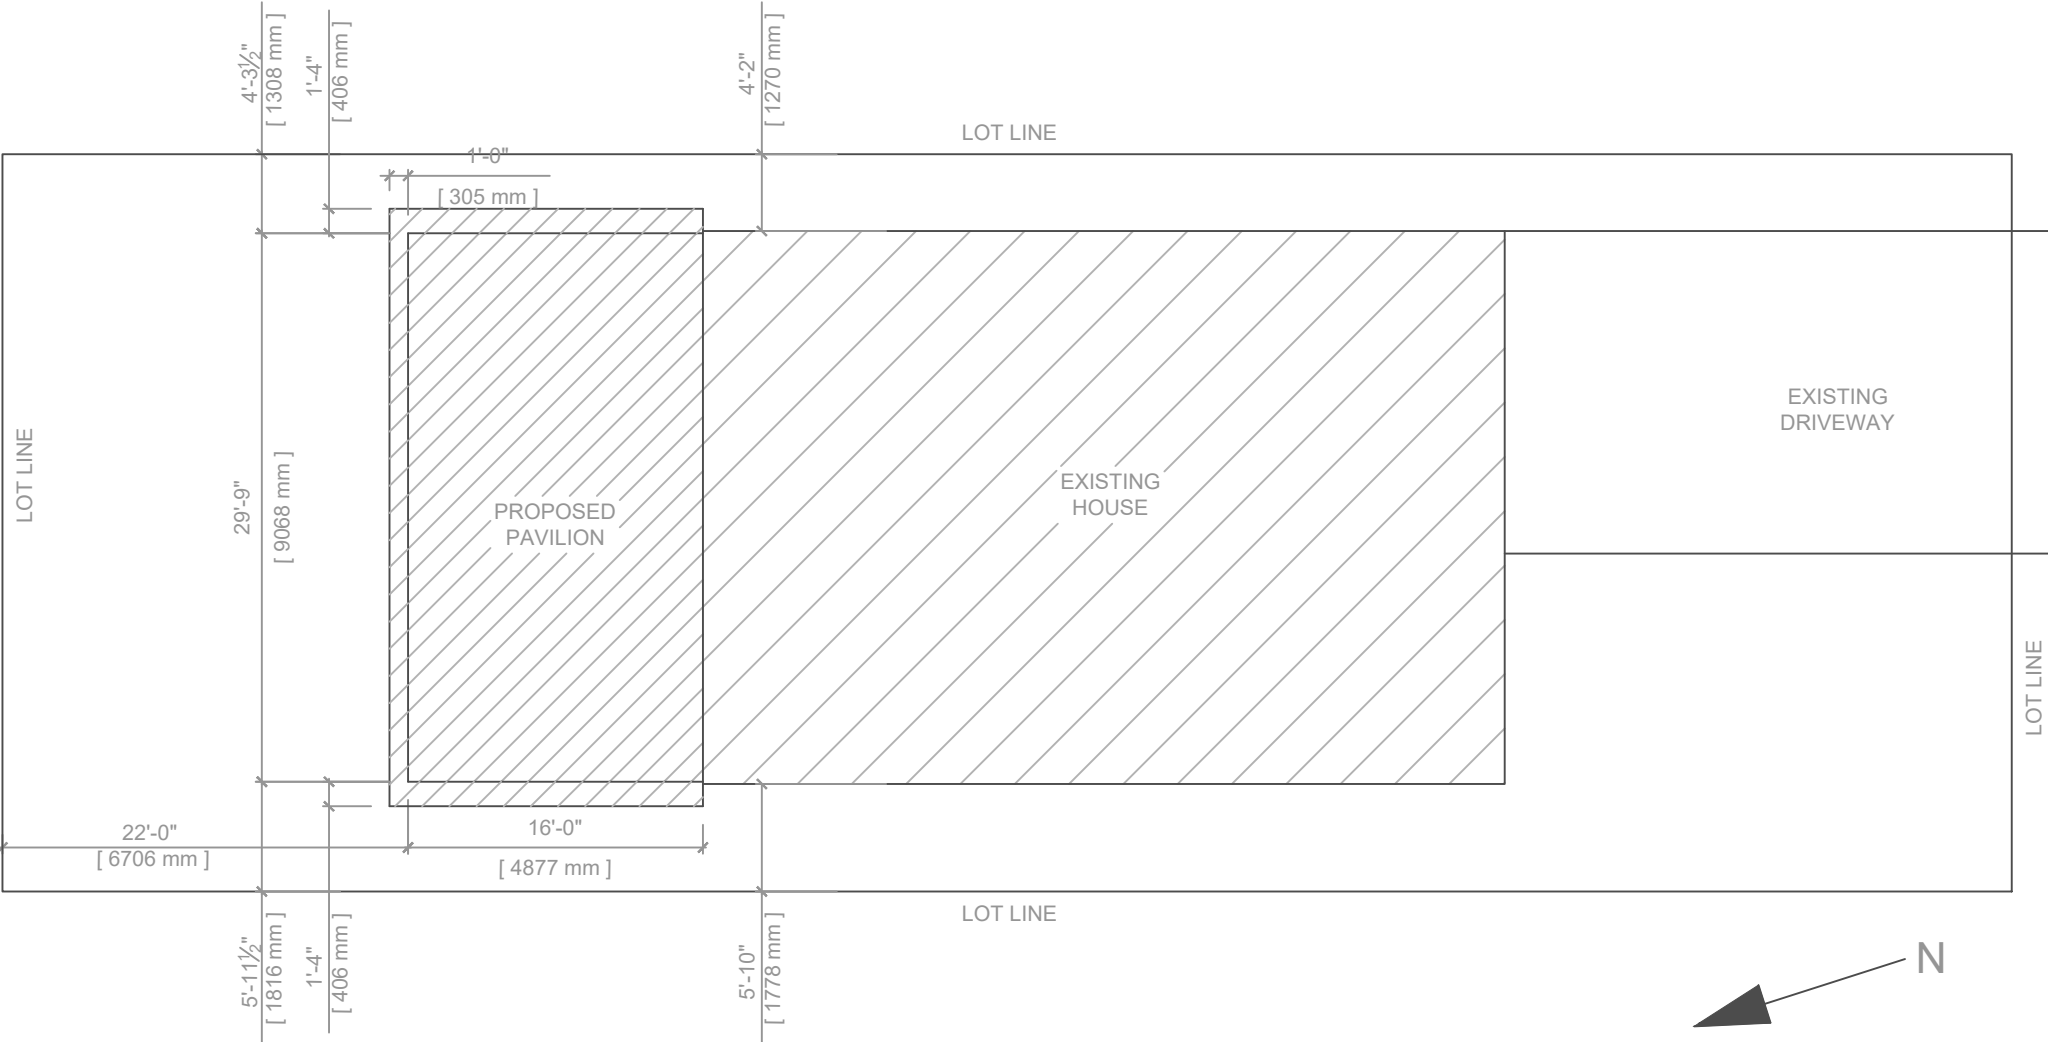 4'-3½"
[ 1308 mm ]
1'-4"
[ 406 mm ]
4'-2"
[ 1270 mm ]
LOT LINE
1'-0"
[ 305 mm ]
LOT LINE
29'-9"
[ 9068 mm ]
PROPOSED
PAVILION
EXISTING
HOUSE
EXISTING
DRIVEWAY
LOT LINE
22'-0"
[ 6706 mm ]
16'-0"
[ 4877 mm ]
LOT LINE
5'-11½"
[ 1816 mm ]
1'-4"
[ 406 mm ]
5'-10"
[ 1778 mm ]
N